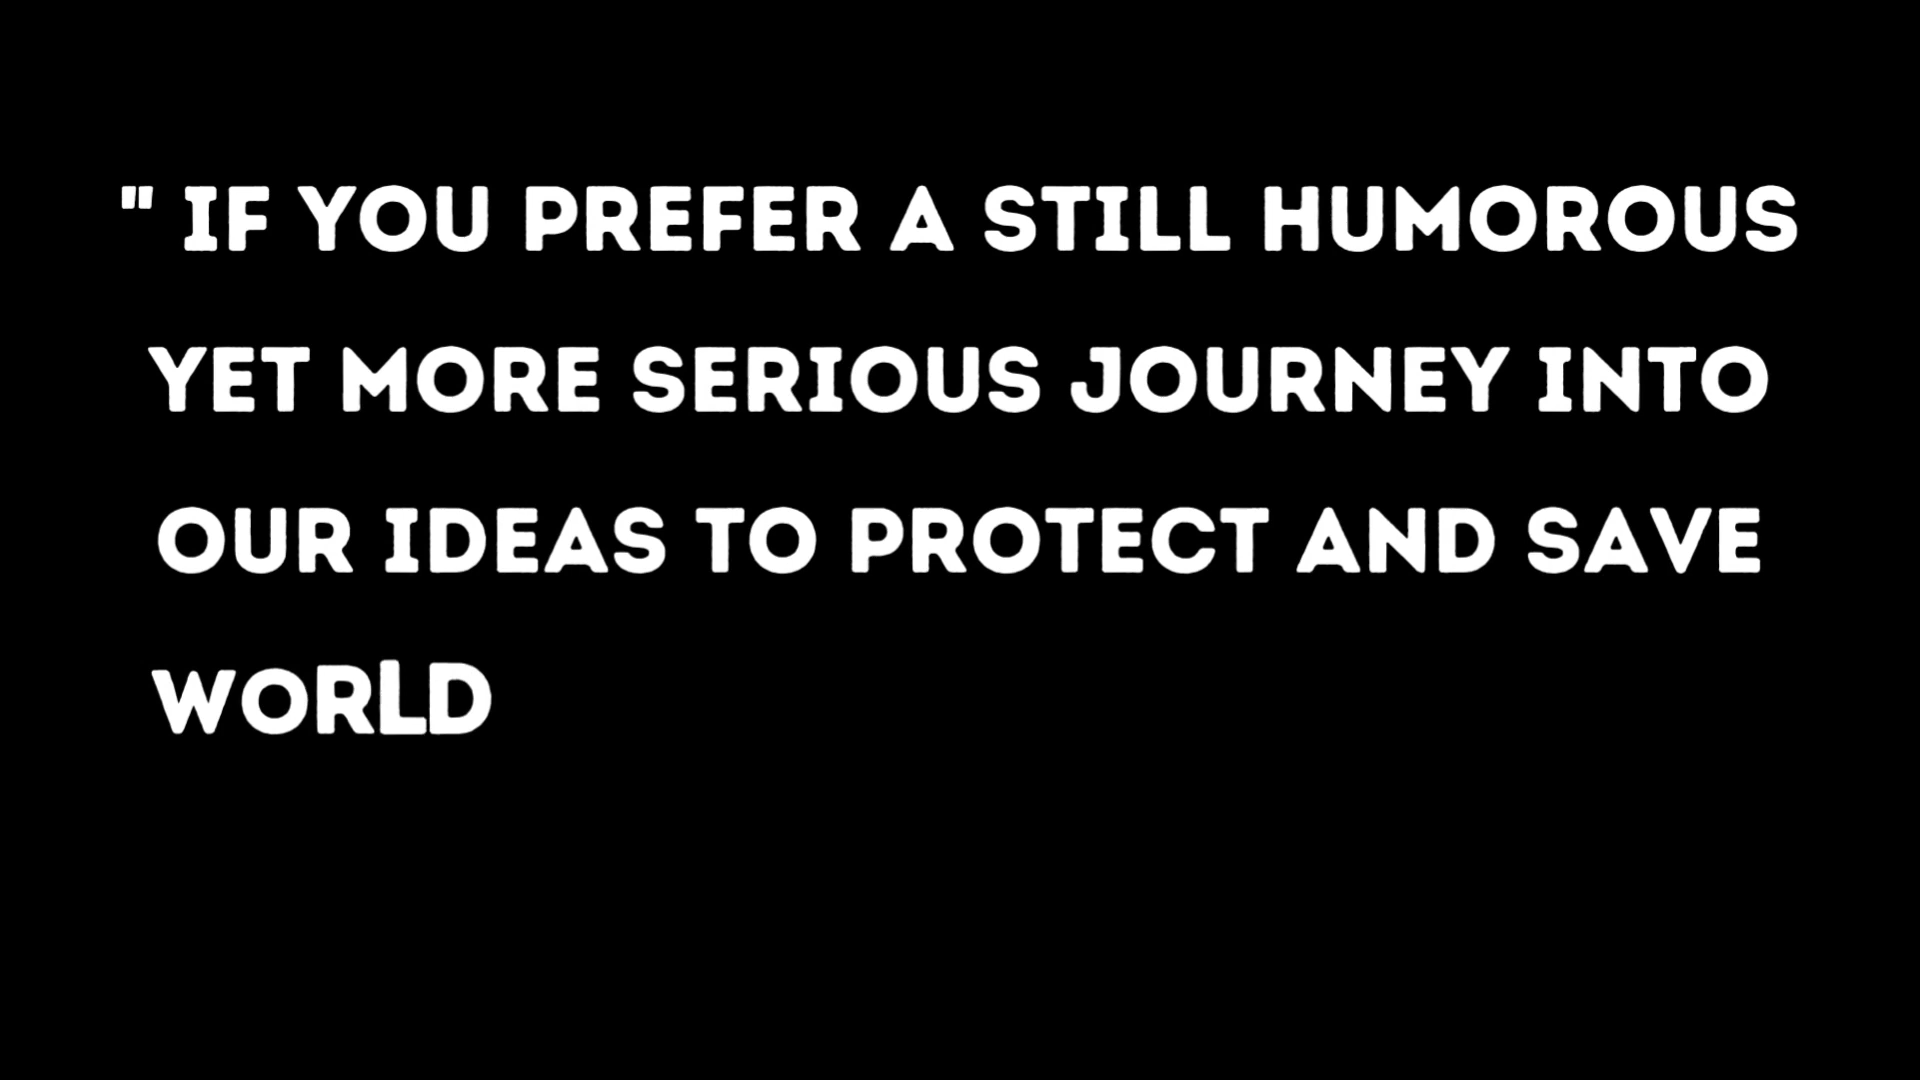 " IF YOU PREFER A STILL HUMOROUS
YET MORE SERIOUS JOURNEY INTO
OUR IDEAS TO PROTECT AND SAVE
WORLD